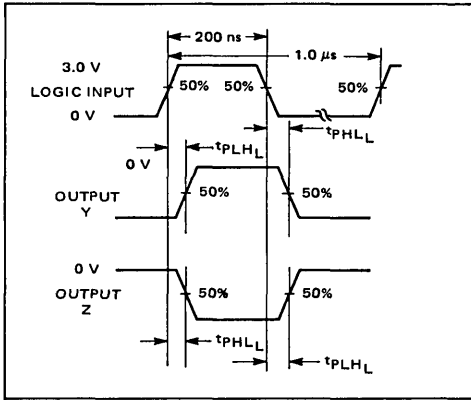 200 ns
1.0 μs
3.0 V
LOGIC INPUT
0 V
50%
50%
50%
tPHLL
0 V
tPLHL
OUTPUT
Y
50%
50%
0 V
OUTPUT
Z
50%
50%
tPHLL
tPLHL